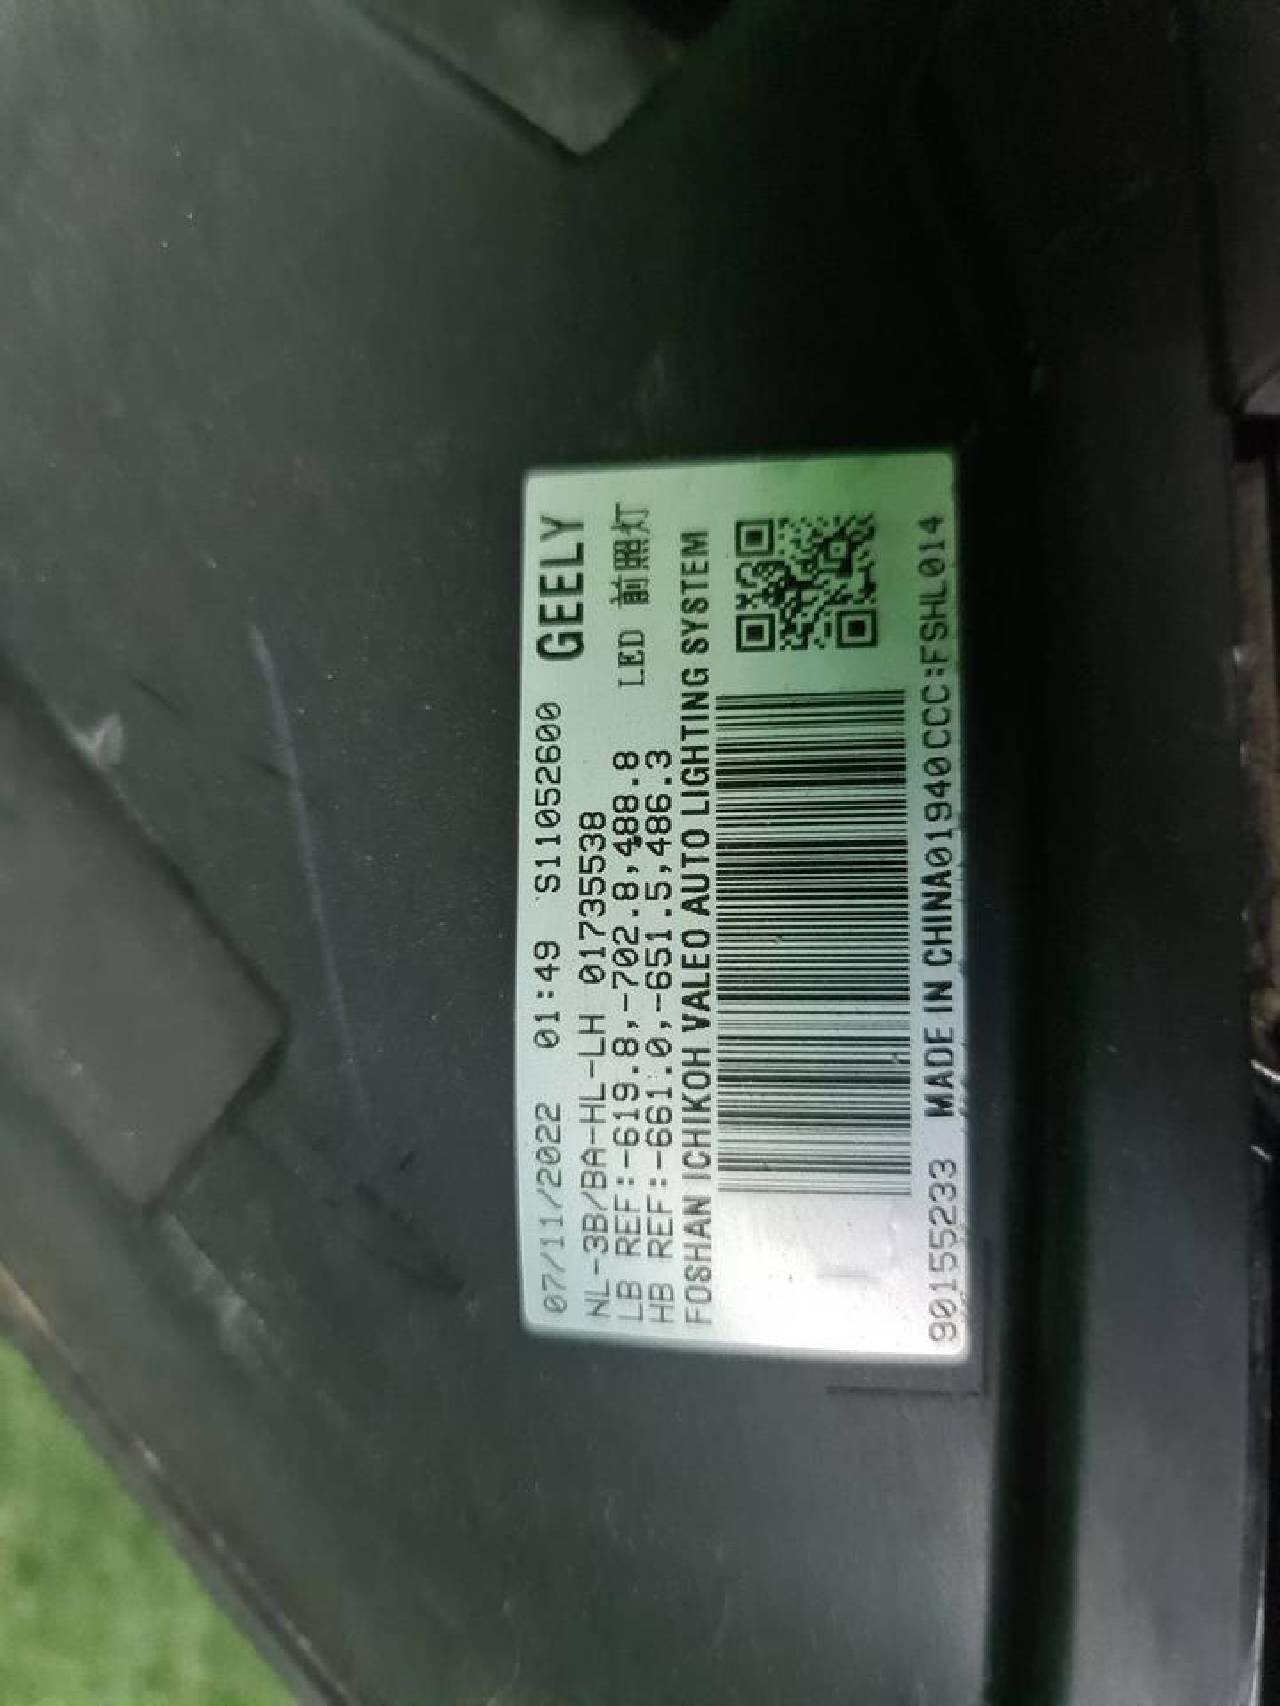 07/11/2022 01:49 S11052600 GEELY
NL-3B/BA-HL-LH 01735538
LB REF:-619.8,-702.8,488.8 LED 前照灯
HB REF:-661.0,-651.5,486.3
FOSHAN ICHIKOH VALEO AUTO LIGHTING SYSTEM
90155233 MADE IN CHINA01940CCC:FSHL014